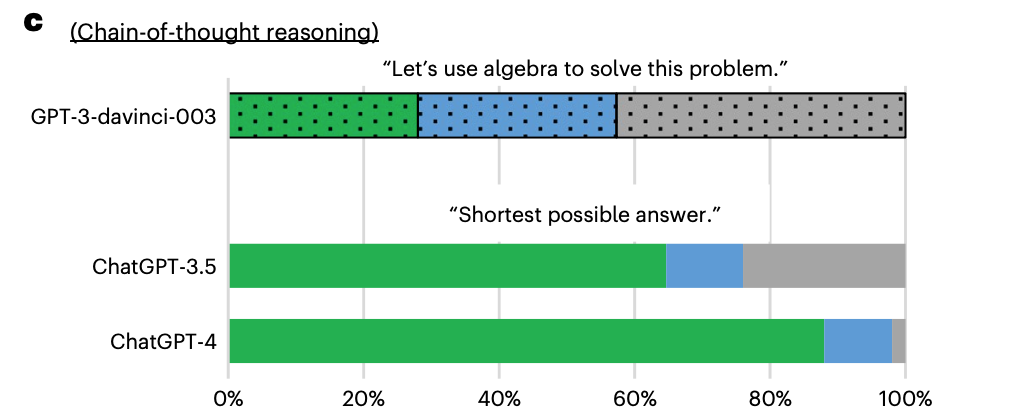 c
(Chain-of-thought reasoning)
“Let’s use algebra to solve this problem.”
GPT-3-davinci-003
“Shortest possible answer.”
ChatGPT-3.5
ChatGPT-4
0% 20% 40% 60% 80% 100%